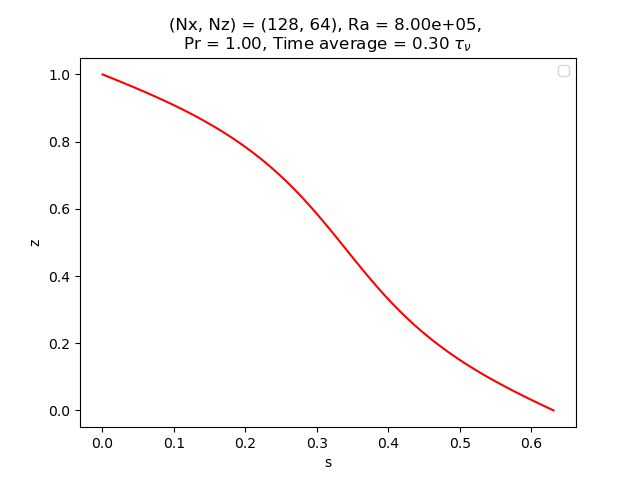 (Nx, Nz) = (128, 64), Ra = 8.00e+05,
Pr = 1.00, Time average = 0.30 τν
1.0
0.8
0.6
0.4
0.2
0.0
z
0.0 0.1 0.2 0.3 0.4 0.5 0.6
s